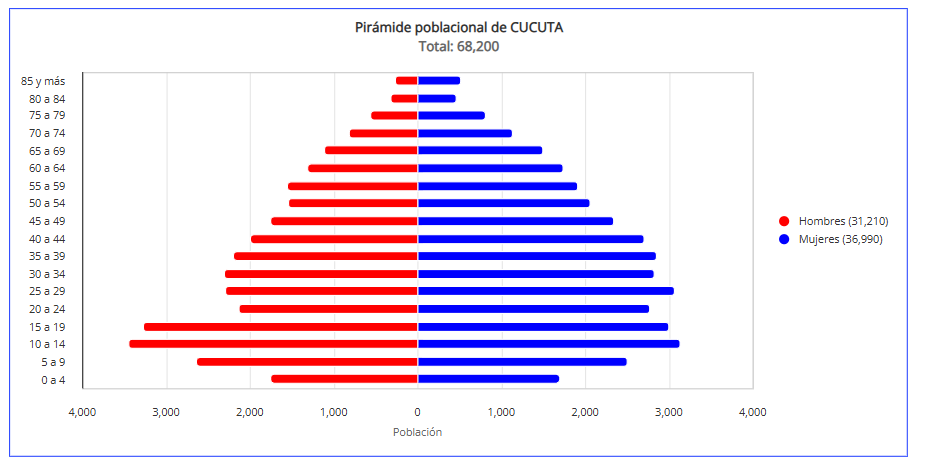 Pirámide poblacional de CUCUTA
Total: 68,200
85 y más
80 a 84
75 a 79
70 a 74
65 a 69
60 a 64
55 a 59
50 a 54
45 a 49
40 a 44
35 a 39
30 a 34
25 a 29
20 a 24
15 a 19
10 a 14
5 a 9
0 a 4
4,000 3,000 2,000 1,000 0 1,000 2,000 3,000 4,000
Población
Hombres (31,210)
Mujeres (36,990)